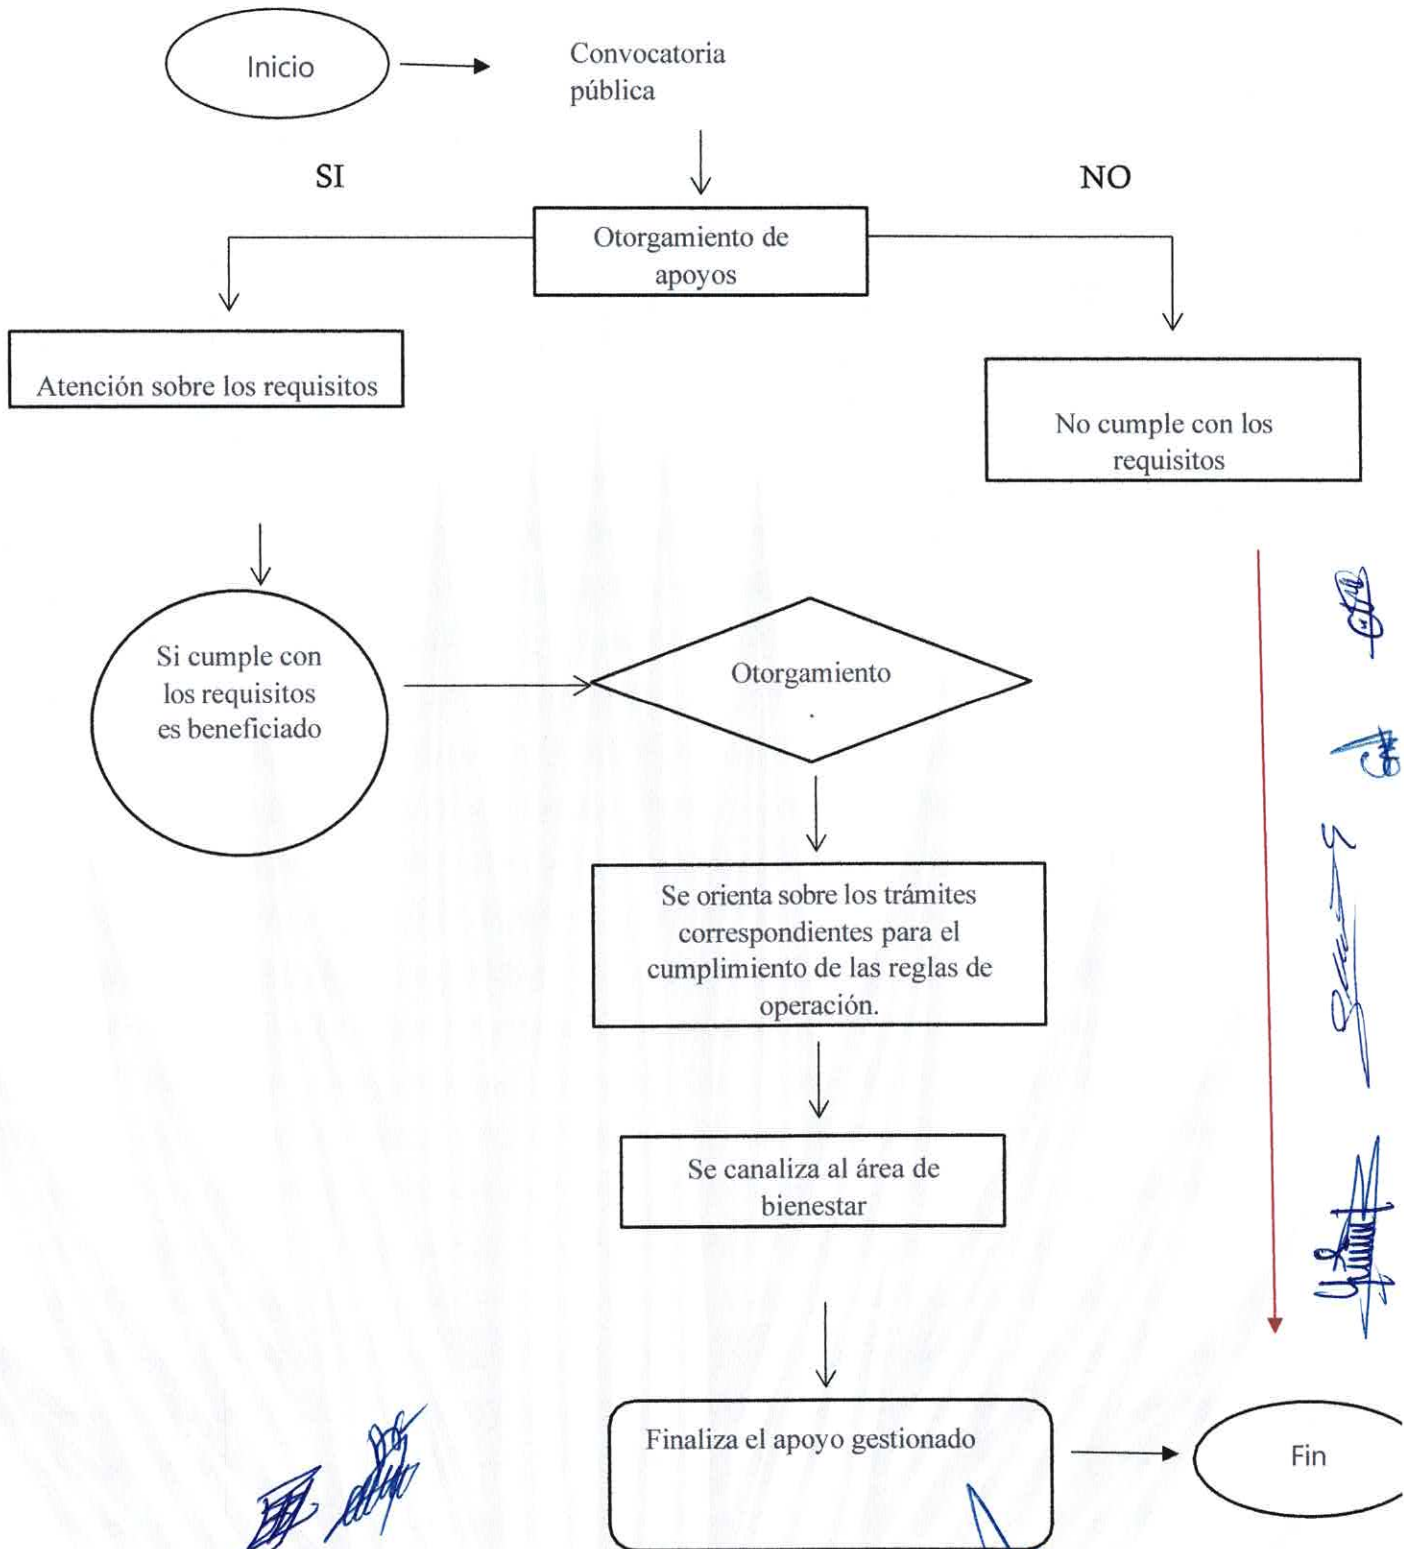 Inicio
Convocatoria
pública
SI
NO
Otorgamiento de
apoyos
Atención sobre los requisitos
No cumple con los
requisitos
Si cumple con
los requisitos
es beneficiado
Otorgamiento
.
Se orienta sobre los trámites
correspondientes para el
cumplimiento de las reglas de
operación.
Se canaliza al área de
bienestar
Finaliza el apoyo gestionado
Fin